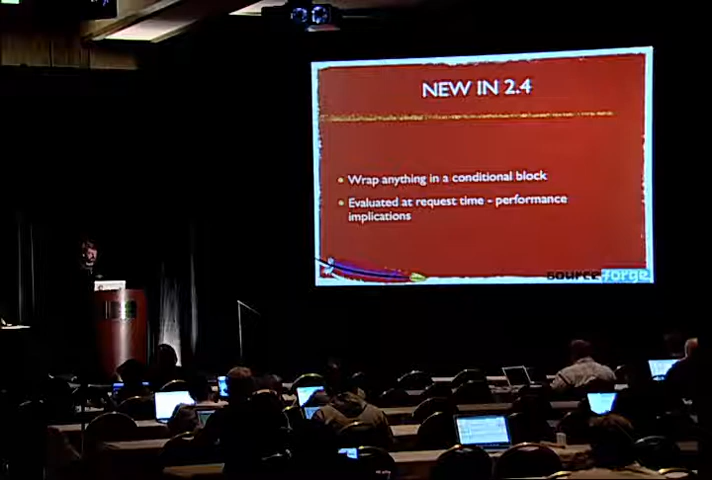 NEW IN 2.4
• Wrap anything in a conditional block
• Evaluated at request time - performance
implications
sourceforge